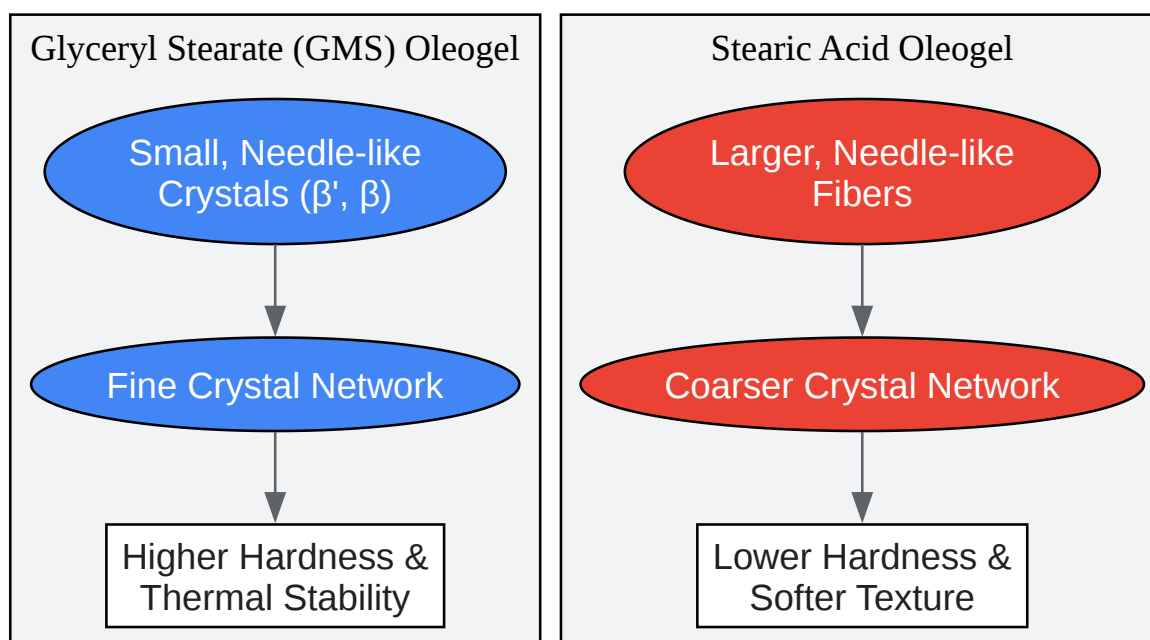 Glyceryl Stearate (GMS) Oleogel
Small, Needle-like
Crystals (β', β)
Fine Crystal Network
Higher Hardness &
Thermal Stability
Stearic Acid Oleogel
Larger, Needle-like
Fibers
Coarser Crystal Network
Lower Hardness &
Softer Texture